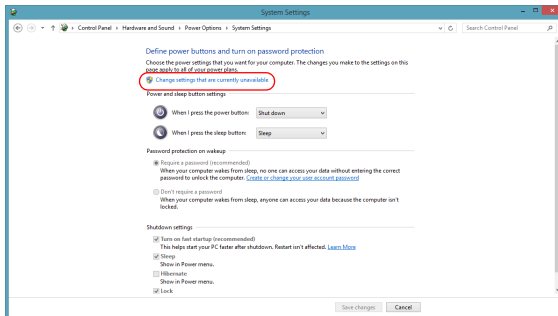 System Settings
Control Panel › Hardware and Sound › Power Options › System Settings
Search Control Panel
Define power buttons and turn on password protection
Choose the power settings that you want for your computer. The changes you make to the settings on this
page apply to all of your power plans.
Change settings that are currently unavailable
Power and sleep button settings
When I press the power button: Shut down
When I press the sleep button: Sleep
Password protection on wakeup
Require a password (recommended)
When your computer wakes from sleep, no one can access your data without entering the correct
password to unlock the computer. Create or change your user account password
Don't require a password
When your computer wakes from sleep, anyone can access your data because the computer isn't
locked.
Shutdown settings
Turn on fast startup (recommended)
This helps start your PC faster after shutdown. Restart isn't affected. Learn More
Sleep
Show in Power menu.
Hibernate
Show in Power menu.
Lock
Save changes
Cancel